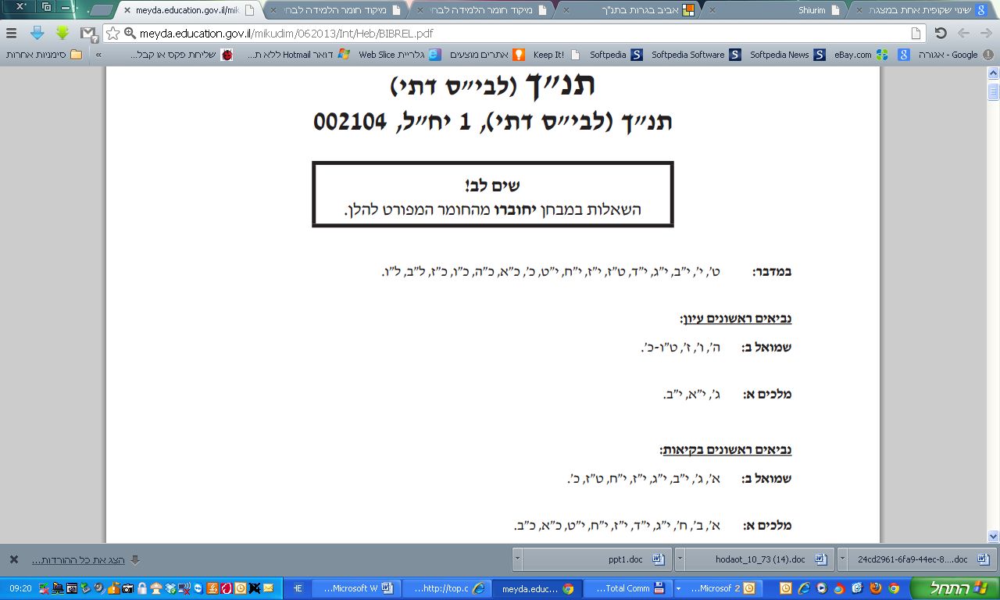 שינוי שקופית אחת במצגת
Shiurim
אביב בגרות בתנ"ך
מיקוד חומר הלמידה לבחי
מיקוד חומר הלמידה לבחי
meyda.education.gov.il/mik
meyda.education.gov.il/mikudim/062013/Int/Heb/BIBREL.pdf
Google - אגורה
eBay.com
Softpedia News
Softpedia Software
Softpedia
Keep It!
אתרים מוצעים
גלריית Web Slice
דואר Hotmail ללא ת...
שליחת פקס או קבל...
«
סימניות אחרות
תנ"ך (לבי"ס דתי)
תנ"ך (לבי"ס דתי), 1 יח"ל, 002104
שים לב!
השאלות במבחן יחוברו מהחומר המפורט להלן.
במדבר: ט', י', י"ב, י"ג, י"ד, ט"ז, י"ז, י"ח, י"ט, כ', כ"א, כ"ה, כ"ו, כ"ז, ל"ב, ל"ו.
נביאים ראשונים עיון:
שמואל ב: ה', ו', ז', ט"ו-כ'.
מלכים א: ג', י"א, י"ב.
נביאים ראשונים בקיאות:
שמואל ב: א', ג', י"ב, י"ג, י"ז, י"ח, ט"ז, כ'.
מלכים א: א', ב', ח', י"ג, י"ד, י"ז, י"ח, י"ט, כ"א, כ"ב.
24cd2961-6fa9-44ec-8....doc
hodaot_10_73 (14).doc
ppt1.doc
הצג את כל ההורדות...
התחל
2 Microsof...
Total Comm...
meyda.educ...
http://top.c...
Microsoft W...
HE
09:20